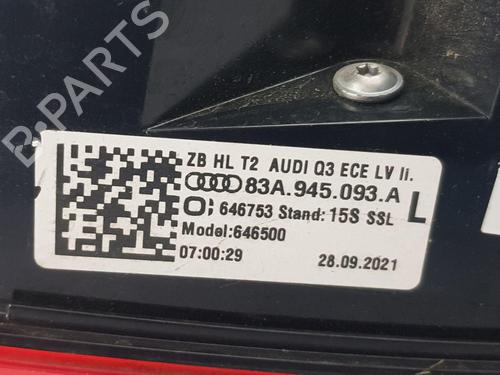 B-PARTS
ZB HL T2 AUDI Q3 ECE LV li.
83A.945.093.A
646753 Stand: 15S SSL L
Model:646500
07:00:29 28.09.2021